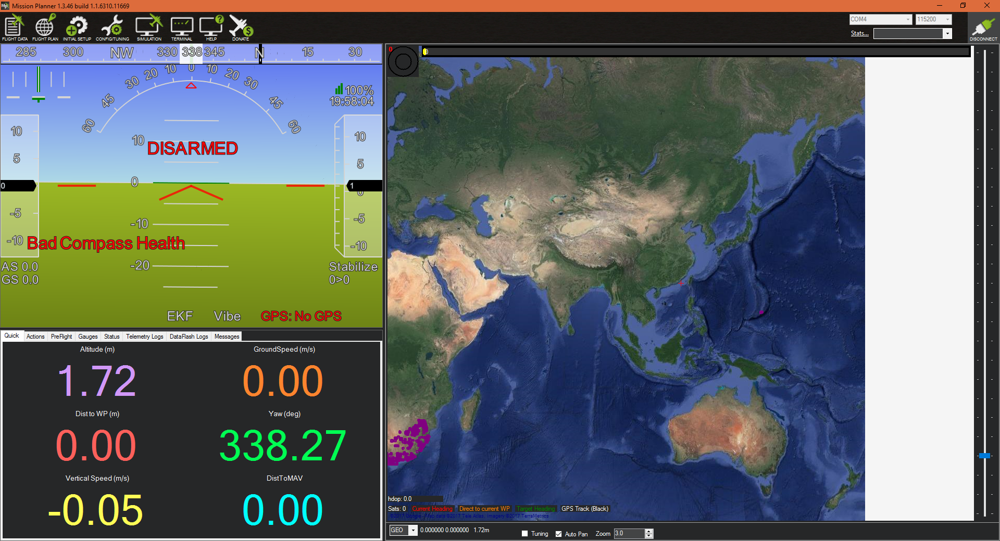 Mission Planner 1.3.46 build 1.1.6310.11669
FLIGHT DATA FLIGHT PLAN INITIAL SETUP CONFIG/TUNING SIMULATION TERMINAL HELP DONATE
COM4 115200
Stats...
DISCONNECT
285 300 NW 330 338 345 N 15 30
60 45 30 20 10 0 10 20 30 45 60
100%
19:58:04
10 5 0 -5 -10
10
DISARMED
0
-10
-20
10 5 1 0 -5 -10
Bad Compass Health
AS 0.0
GS 0.0
Stabilize
0>0
EKF Vibe GPS: No GPS
Quick Actions PreFlight Gauges Status Telemetry Logs DataFlash Logs Messages
Altitude (m) GroundSpeed (m/s)
1.72 0.00
Dist to WP (m) Yaw (deg)
0.00 338.27
Vertical Speed (m/s) DistToMAV
-0.05 0.00
0
0
hdop: 0.0
Sats: 0 Current Heading Direct to current WP Target Heading GPS Track (Black)
©2017 Google - Map data ©2017 Tele Atlas, Imagery ©2017 TerraMetrics
GEO 0.000000 0.000000 1.72m
Tuning Auto Pan Zoom 3.0